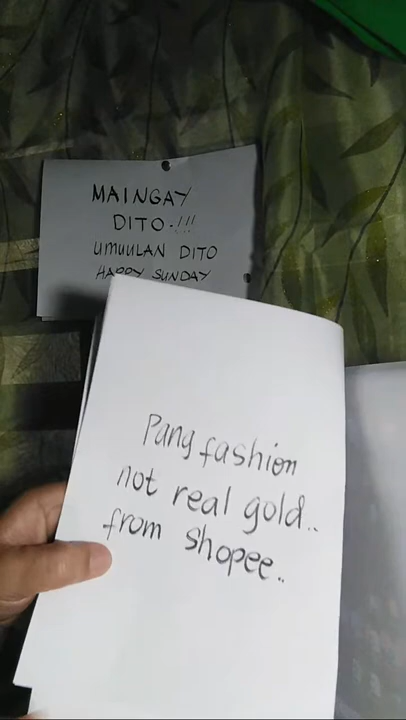 MAINGAY
DITO.!!!
UMUULAN DITO
HAPPY SUNDAY
Pang fashion
not real gold..
from shopee..